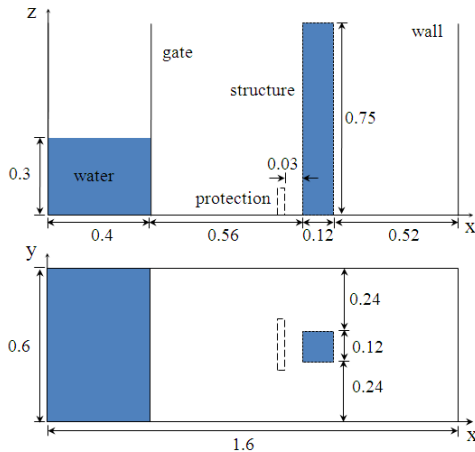 z
gate
wall
structure
0.75
0.03
0.3
water
protection
x
0.4
0.56
0.12
0.52
y
0.24
0.6
0.12
0.24
x
1.6